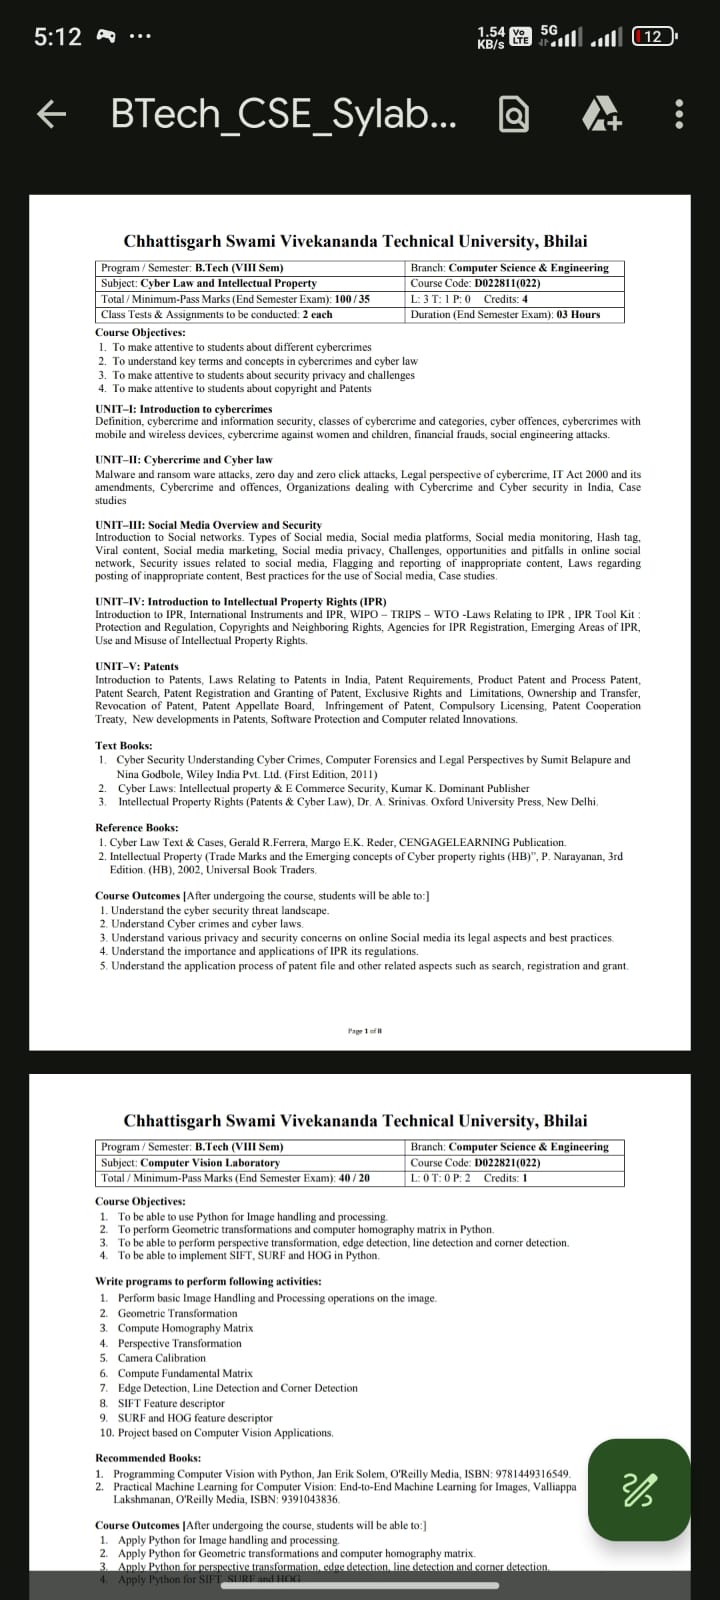 5:12 ...
1.54 KB/s Vo LTE 5G 12
BTech_CSE_Sylab...
Chhattisgarh Swami Vivekananda Technical University, Bhilai
Program / Semester: B.Tech (VIII Sem) Branch: Computer Science & Engineering
Subject: Cyber Law and Intellectual Property Course Code: D022811(022)
Total / Minimum-Pass Marks (End Semester Exam): 100 / 35 L: 3 T: 1 P: 0 Credits: 4
Class Tests & Assignments to be conducted: 2 each Duration (End Semester Exam): 03 Hours
Course Objectives:
1. To make attentive to students about different cybercrimes
2. To understand key terms and concepts in cybercrimes and cyber law
3. To make attentive to students about security privacy and challenges
4. To make attentive to students about copyright and Patents
UNIT–I: Introduction to cybercrimes
Definition, cybercrime and information security, classes of cybercrime and categories, cyber offences, cybercrimes with
mobile and wireless devices, cybercrime against women and children, financial frauds, social engineering attacks.
UNIT–II: Cybercrime and Cyber law
Malware and ransom ware attacks, zero day and zero click attacks, Legal perspective of cybercrime, IT Act 2000 and its
amendments, Cybercrime and offences, Organizations dealing with Cybercrime and Cyber security in India, Case
studies
UNIT–III: Social Media Overview and Security
Introduction to Social networks. Types of Social media, Social media platforms, Social media monitoring, Hash tag,
Viral content, Social media marketing, Social media privacy, Challenges, opportunities and pitfalls in online social
network, Security issues related to social media, Flagging and reporting of inappropriate content, Laws regarding
posting of inappropriate content, Best practices for the use of Social media, Case studies.
UNIT–IV: Introduction to Intellectual Property Rights (IPR)
Introduction to IPR, International Instruments and IPR, WIPO – TRIPS – WTO -Laws Relating to IPR , IPR Tool Kit :
Protection and Regulation, Copyrights and Neighboring Rights, Agencies for IPR Registration, Emerging Areas of IPR,
Use and Misuse of Intellectual Property Rights.
UNIT–V: Patents
Introduction to Patents, Laws Relating to Patents in India, Patent Requirements, Product Patent and Process Patent,
Patent Search, Patent Registration and Granting of Patent, Exclusive Rights and Limitations, Ownership and Transfer,
Revocation of Patent, Patent Appellate Board, Infringement of Patent, Compulsory Licensing, Patent Cooperation
Treaty, New developments in Patents, Software Protection and Computer related Innovations.
Text Books:
1. Cyber Security Understanding Cyber Crimes, Computer Forensics and Legal Perspectives by Sumit Belapure and
Nina Godbole, Wiley India Pvt. Ltd. (First Edition, 2011)
2. Cyber Laws: Intellectual property & E Commerce Security, Kumar K. Dominant Publisher
3. Intellectual Property Rights (Patents & Cyber Law), Dr. A. Srinivas. Oxford University Press, New Delhi.
Reference Books:
1. Cyber Law Text & Cases, Gerald R.Ferrera, Margo E.K. Reder, CENGAGELEARNING Publication.
2. Intellectual Property (Trade Marks and the Emerging concepts of Cyber property rights (HB)", P. Narayanan, 3rd
Edition. (HB), 2002, Universal Book Traders.
Course Outcomes [After undergoing the course, students will be able to:]
1. Understand the cyber security threat landscape.
2. Understand Cyber crimes and cyber laws.
3. Understand various privacy and security concerns on online Social media its legal aspects and best practices.
4. Understand the importance and applications of IPR its regulations.
5. Understand the application process of patent file and other related aspects such as search, registration and grant.
Page 1 of 8
Chhattisgarh Swami Vivekananda Technical University, Bhilai
Program / Semester: B.Tech (VIII Sem) Branch: Computer Science & Engineering
Subject: Computer Vision Laboratory Course Code: D022821(022)
Total / Minimum-Pass Marks (End Semester Exam): 40 / 20 L: 0 T: 0 P: 2 Credits: 1
Course Objectives:
1. To be able to use Python for Image handling and processing.
2. To perform Geometric transformations and computer homography matrix in Python.
3. To be able to perform perspective transformation, edge detection, line detection and corner detection.
4. To be able to implement SIFT, SURF and HOG in Python.
Write programs to perform following activities:
1. Perform basic Image Handling and Processing operations on the image.
2. Geometric Transformation
3. Compute Homography Matrix
4. Perspective Transformation
5. Camera Calibration
6. Compute Fundamental Matrix
7. Edge Detection, Line Detection and Corner Detection
8. SIFT Feature descriptor
9. SURF and HOG feature descriptor
10. Project based on Computer Vision Applications.
Recommended Books:
1. Programming Computer Vision with Python, Jan Erik Solem, O'Reilly Media, ISBN: 9781449316549.
2. Practical Machine Learning for Computer Vision: End-to-End Machine Learning for Images, Valliappa
Lakshmanan, O'Reilly Media, ISBN: 9391043836.
Course Outcomes [After undergoing the course, students will be able to:]
1. Apply Python for Image handling and processing.
2. Apply Python for Geometric transformations and computer homography matrix.
3. Apply Python for perspective transformation, edge detection, line detection and corner detection.
4. Apply Python for SIFT, SURF and HOG